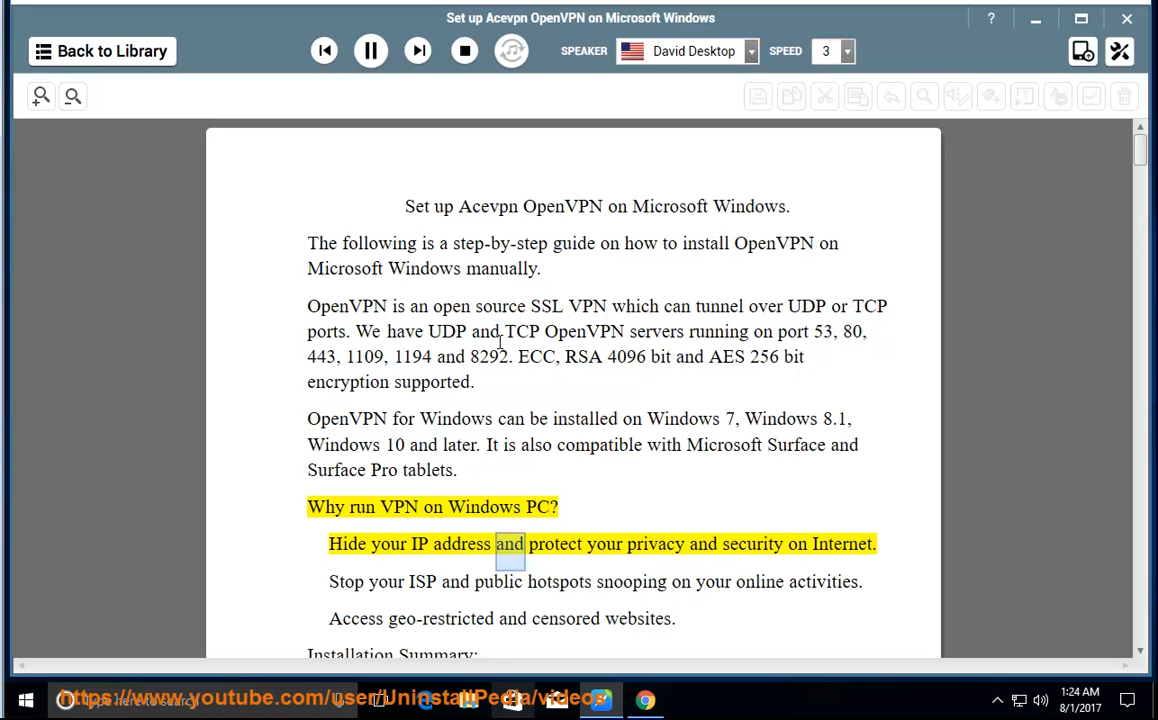 Set up Acevpn OpenVPN on Microsoft Windows
?
Back to Library
SPEAKER
David Desktop
SPEED
3
Set up Acevpn OpenVPN on Microsoft Windows.
The following is a step-by-step guide on how to install OpenVPN on
Microsoft Windows manually.
OpenVPN is an open source SSL VPN which can tunnel over UDP or TCP
ports. We have UDP and TCP OpenVPN servers running on port 53, 80,
443, 1109, 1194 and 8292. ECC, RSA 4096 bit and AES 256 bit
encryption supported.
OpenVPN for Windows can be installed on Windows 7, Windows 8.1,
Windows 10 and later. It is also compatible with Microsoft Surface and
Surface Pro tablets.
Why run VPN on Windows PC?
Hide your IP address and protect your privacy and security on Internet.
Stop your ISP and public hotspots snooping on your online activities.
Access geo-restricted and censored websites.
Installation Summary:
Type here to search
https://www.youtube.com/user/UninstallPedia/videos
1:24 AM
8/1/2017